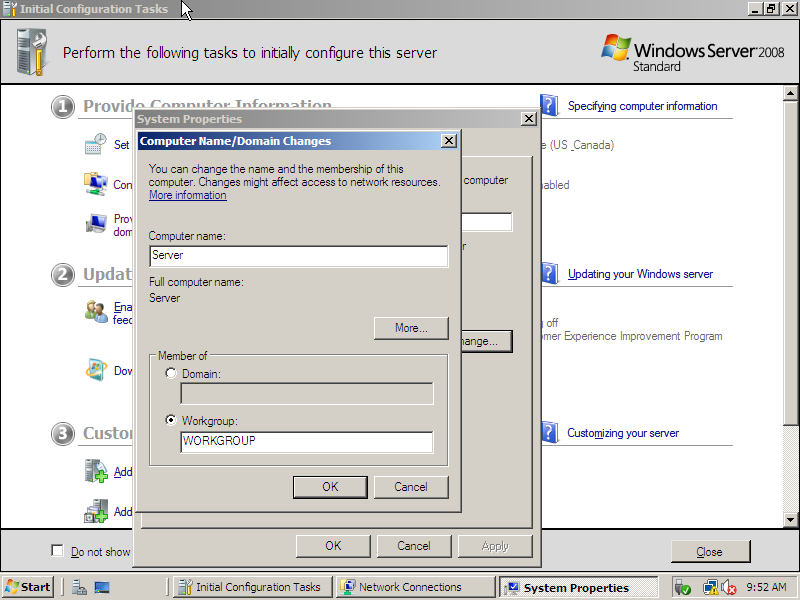 Initial Configuration Tasks
Perform the following tasks to initially configure this server
Windows Server 2008
Standard
1 Provide Computer Information
Specifying computer information
Set
e (US _Canada)
Con
abled
Prov
dom
System Properties
computer
r
ange...
Computer Name/Domain Changes
You can change the name and the membership of this
computer. Changes might affect access to network resources.
More information
Computer name:
Server
Full computer name:
Server
More...
Member of
Domain:
Workgroup:
WORKGROUP
OK Cancel
OK Cancel Apply
2 Updat
Updating your Windows server
Ena
feed
g off
mer Experience Improvement Program
Dow
3 Custo
Customizing your server
Add
Add
Do not show
Close
Start
Initial Configuration Tasks
Network Connections
System Properties
9:52 AM